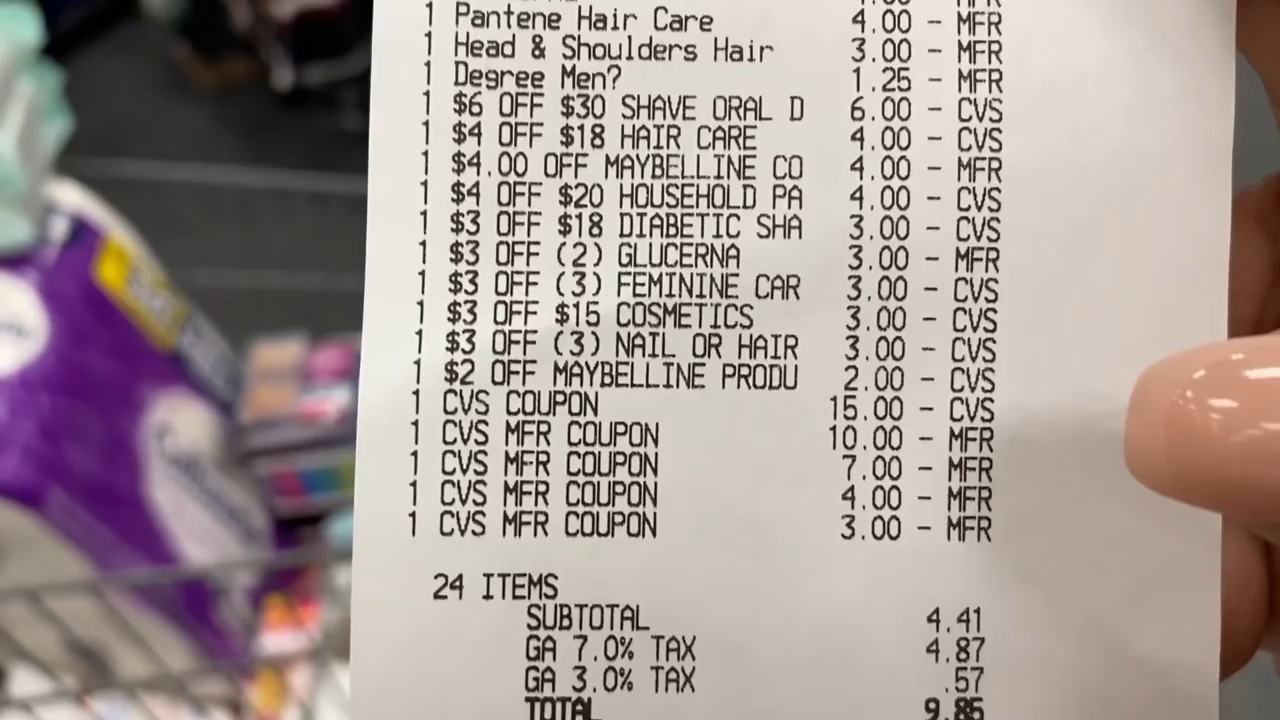 1 Pantene Hair Care 4.00 - MFR
1 Head & Shoulders Hair 3.00 - MFR
1 Degree Men? 1.25 - MFR
1 $6 OFF $30 SHAVE ORAL D 6.00 - CVS
1 $4 OFF $18 HAIR CARE 4.00 - CVS
1 $4.00 OFF MAYBELLINE CO 4.00 - MFR
1 $4 OFF $20 HOUSEHOLD PA 4.00 - CVS
1 $3 OFF $18 DIABETIC SHA 3.00 - CVS
1 $3 OFF (2) GLUCERNA 3.00 - MFR
1 $3 OFF (3) FEMININE CAR 3.00 - CVS
1 $3 OFF $15 COSMETICS 3.00 - CVS
1 $3 OFF (3) NAIL OR HAIR 3.00 - CVS
1 $2 OFF MAYBELLINE PRODU 2.00 - CVS
1 CVS COUPON 15.00 - CVS
1 CVS MFR COUPON 10.00 - MFR
1 CVS MFR COUPON 7.00 - MFR
1 CVS MFR COUPON 4.00 - MFR
1 CVS MFR COUPON 3.00 - MFR
24 ITEMS
SUBTOTAL 4.41
GA 7.0% TAX 4.87
GA 3.0% TAX .57
TOTAL 9.85